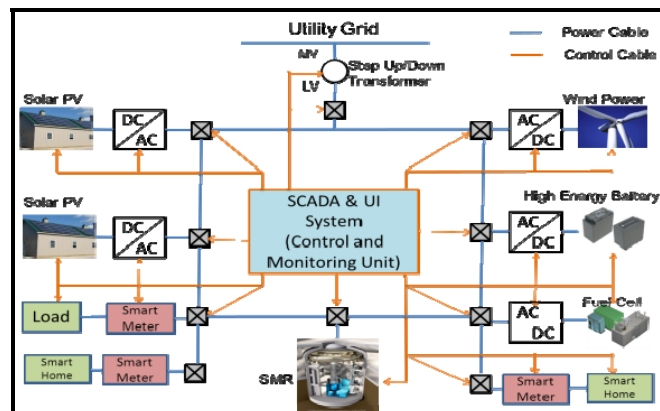 Utility Grid
Power Cable
Control Cable
MV
LV
Step Up/Down
Transformer
Solar PV
DC
AC
AC
DC
Wind Power
Solar PV
DC
AC
SCADA & UI
System
(Control and
Monitoring Unit)
AC
DC
High Energy Battery
Load
Smart
Meter
AC
DC
Fuel Cell
Smart
Home
Smart
Meter
SMR
Smart
Meter
Smart
Home